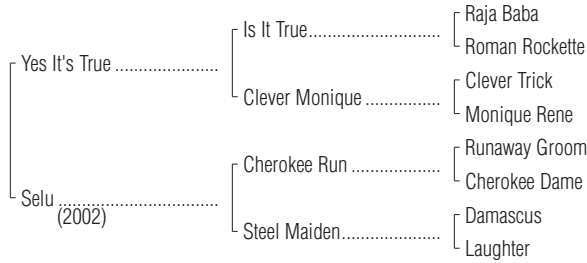 Raja Baba
Is It True
Roman Rockette
Yes It's True
Clever Trick
Clever Monique
Monique Rene
Runaway Groom
Cherokee Run
Cherokee Dame
Selu
(2002)
Damascus
Steel Maiden
Laughter